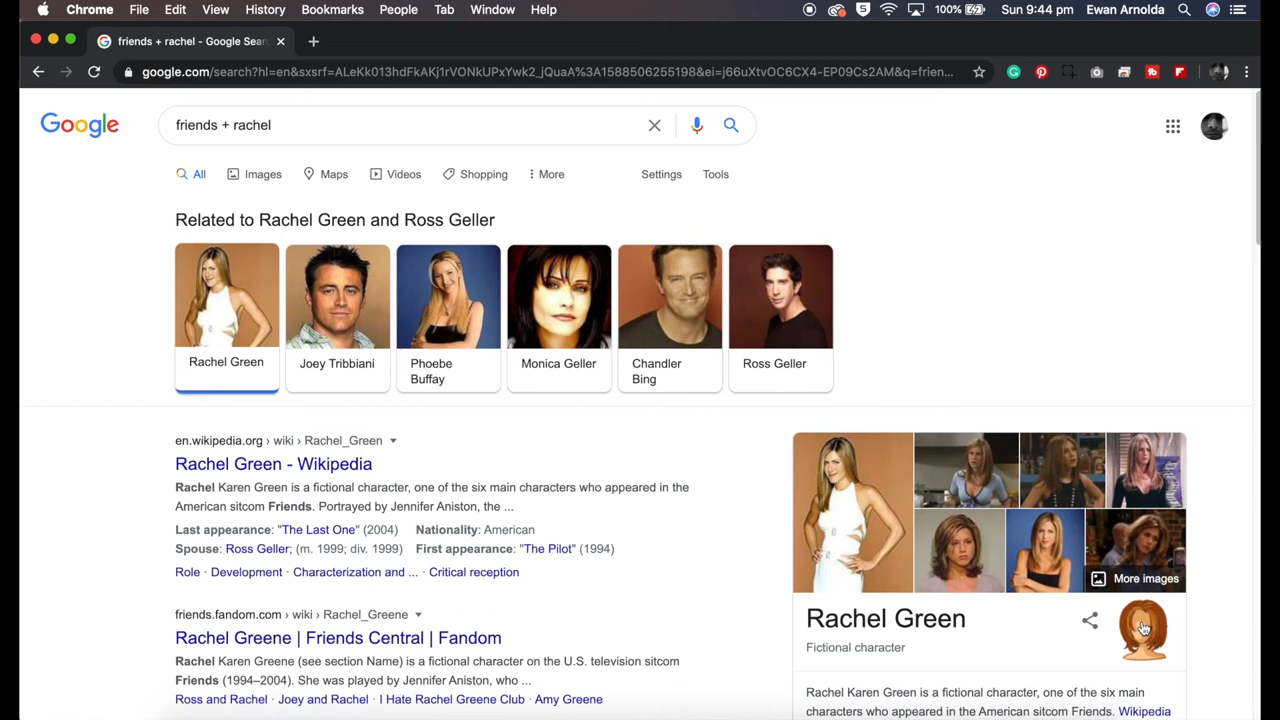 Chrome File Edit View History Bookmarks People Tab Window Help 100% Sun 9:44 pm Ewan Arnolda
friends + rachel - Google Sear
google.com/search?hl=en&sxsrf=ALeKk013hdFkAKj1rVONkUPxYwk2_jQuaA%3A1588506255198&ei=j66uXtvOC6CX4-EP09Cs2AM&q=frien...
Google
friends + rachel
All Images Maps Videos Shopping More Settings Tools
Related to Rachel Green and Ross Geller
Rachel Green
Joey Tribbiani
Phoebe
Buffay
Monica Geller
Chandler
Bing
Ross Geller
en.wikipedia.org › wiki › Rachel_Green
Rachel Green - Wikipedia
Rachel Karen Green is a fictional character, one of the six main characters who appeared in the
American sitcom Friends. Portrayed by Jennifer Aniston, the ...
Last appearance: "The Last One" (2004) Nationality: American
Spouse: Ross Geller; (m. 1999; div. 1999) First appearance: "The Pilot" (1994)
Role · Development · Characterization and ... · Critical reception
friends.fandom.com › wiki › Rachel_Greene
Rachel Greene | Friends Central | Fandom
Rachel Karen Greene (see section Name) is a fictional character on the U.S. television sitcom
Friends (1994–2004). She was played by Jennifer Aniston, who ...
Ross and Rachel · Joey and Rachel · I Hate Rachel Greene Club · Amy Greene
More images
Rachel Green
Fictional character
Rachel Karen Green is a fictional character, one of the six main
characters who appeared in the American sitcom Friends. Wikipedia